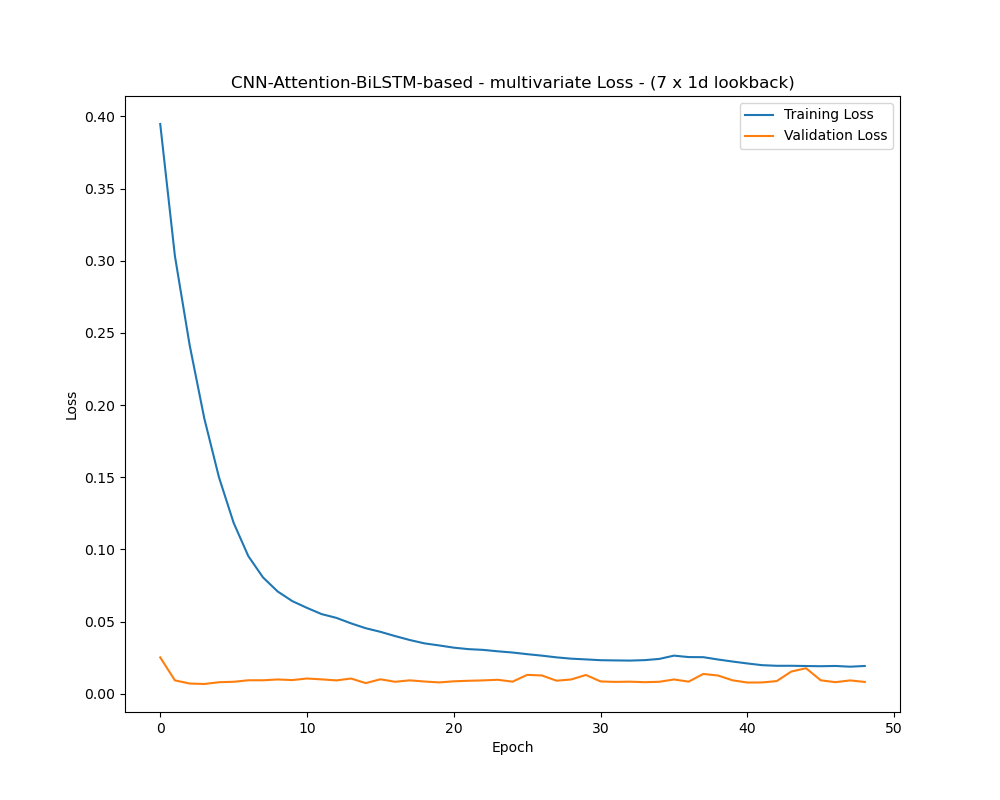 CNN-Attention-BiLSTM-based - multivariate Loss - (7 x 1d lookback)
Training Loss
Validation Loss
0.40
0.35
0.30
0.25
0.20
0.15
0.10
0.05
0.00
Loss
0 10 20 30 40 50
Epoch